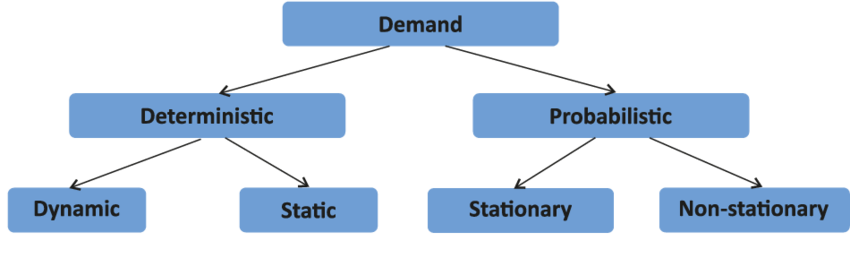 Demand
Deterministic
Probabilistic
Dynamic
Static
Stationary
Non-stationary